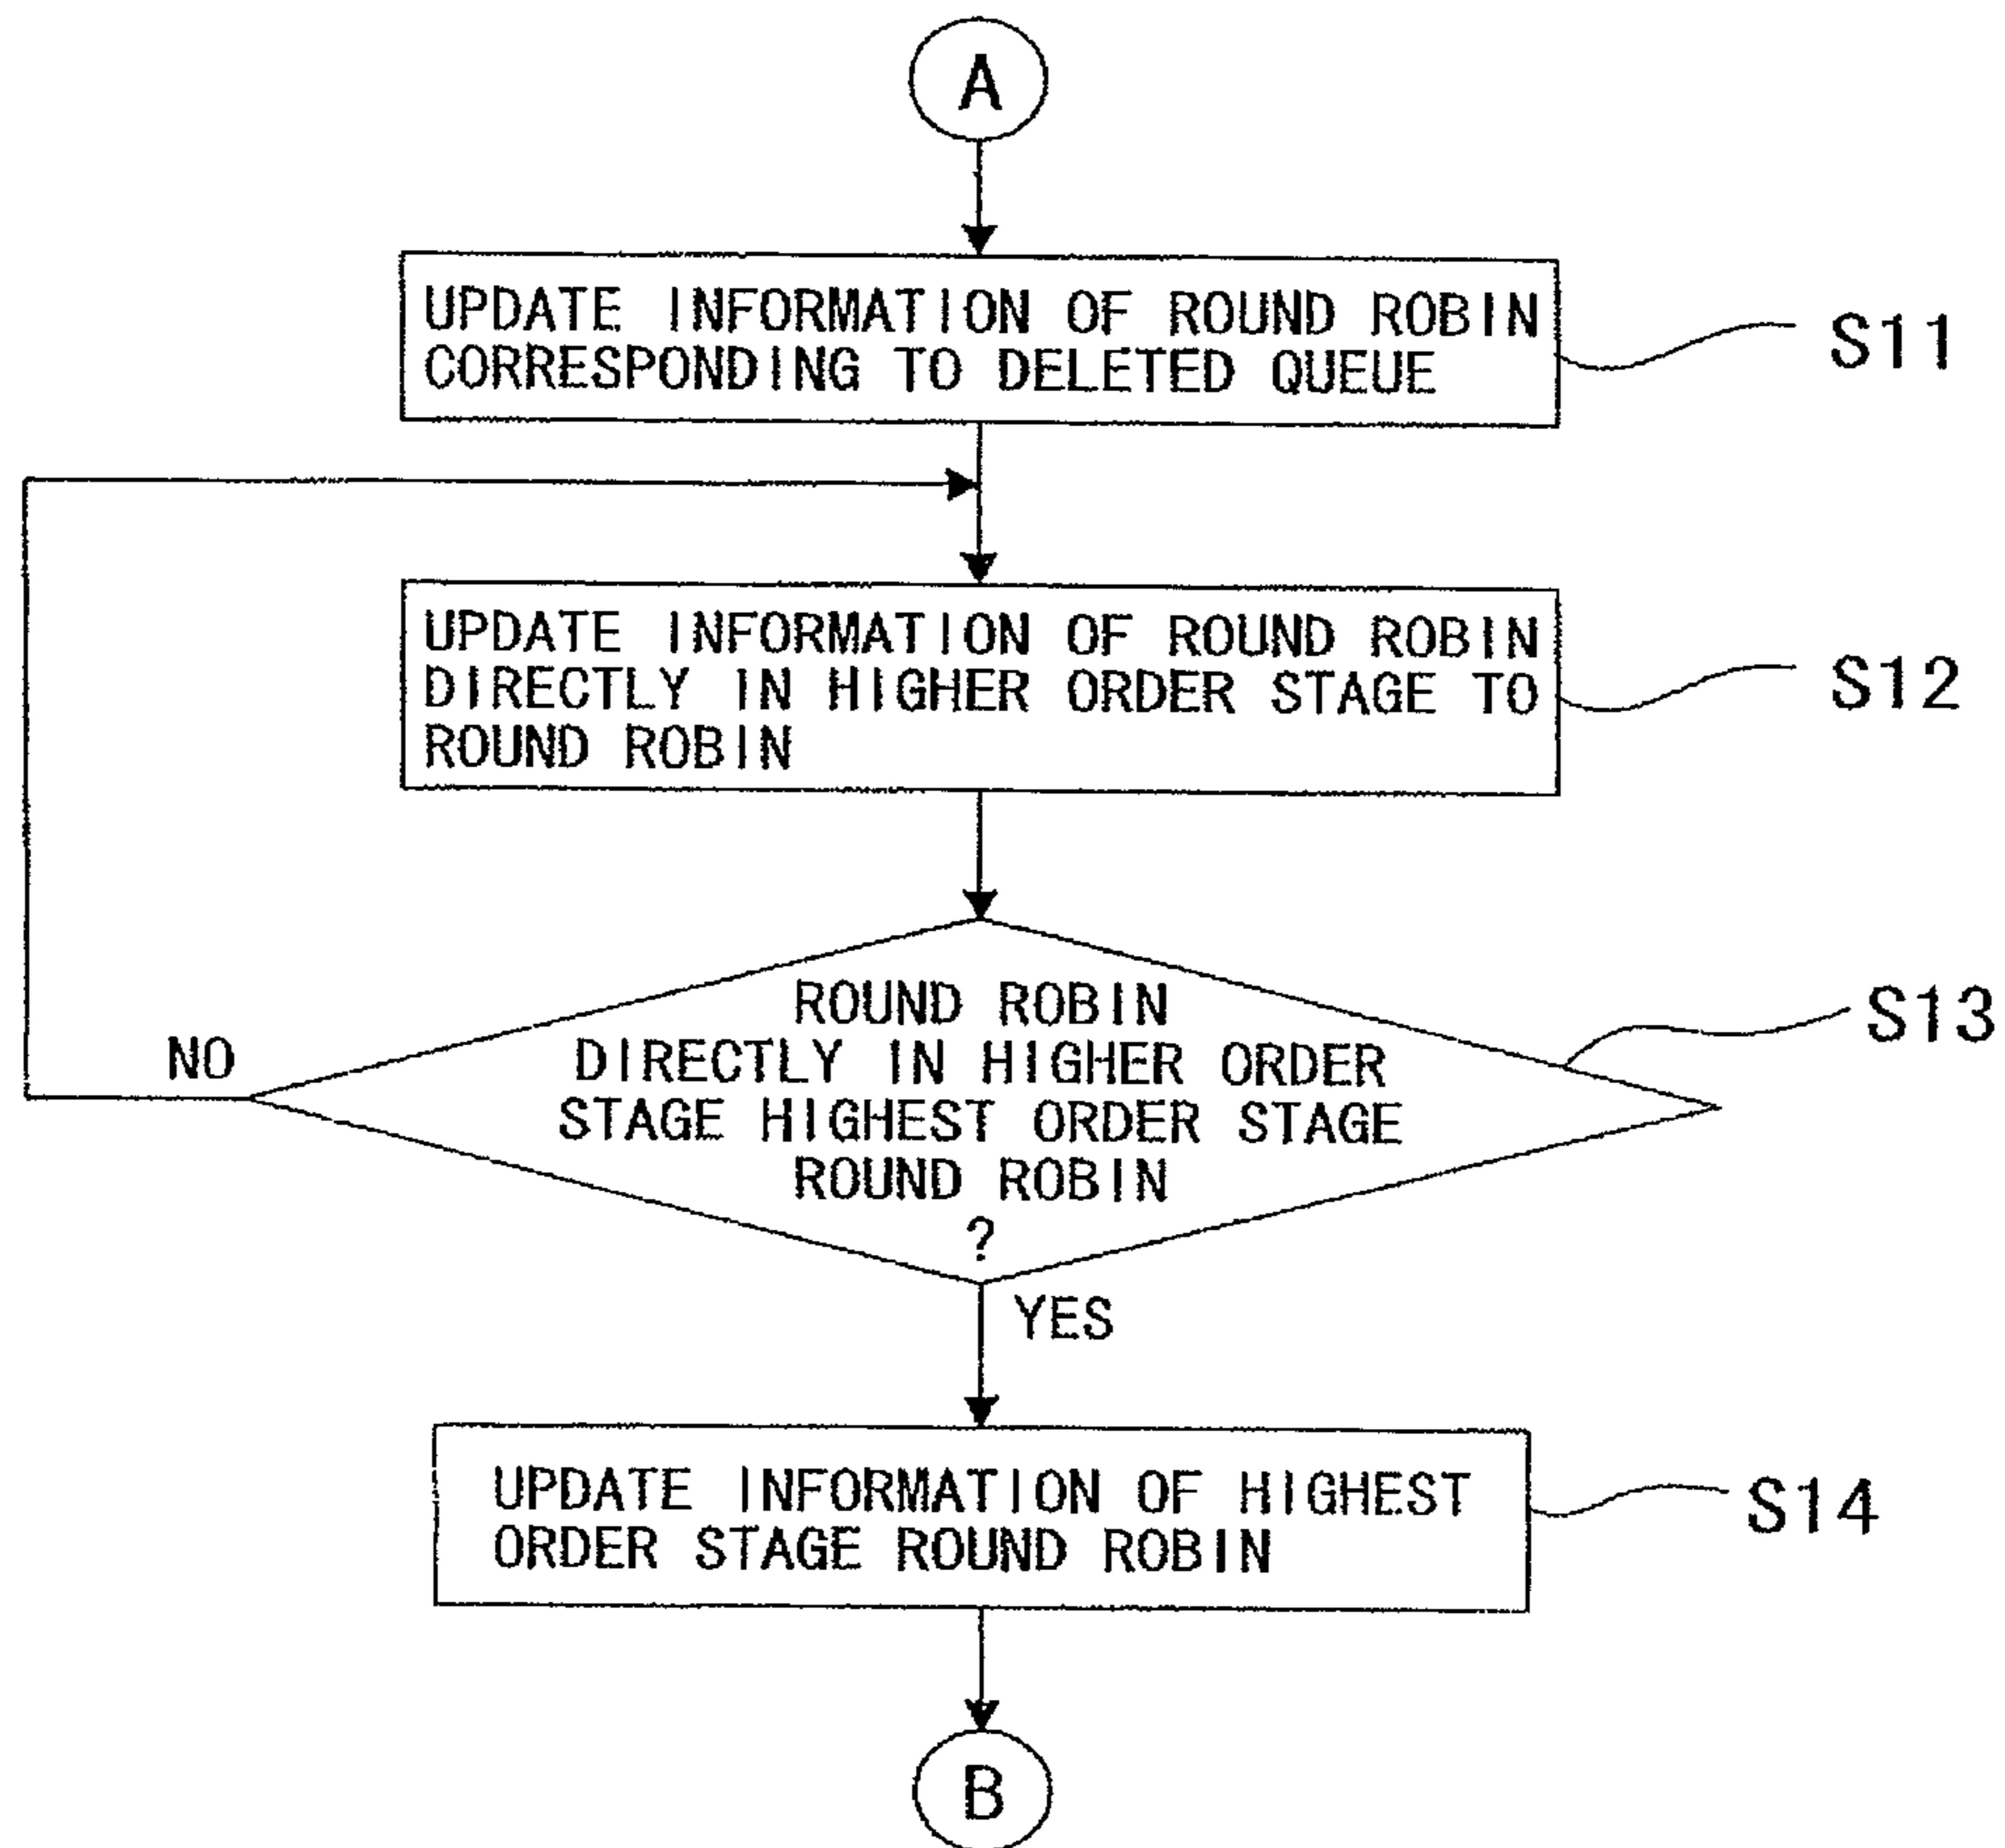 A
UPDATE INFORMATION OF ROUND ROBIN
CORRESPONDING TO DELETED QUEUE
S11
UPDATE INFORMATION OF ROUND ROBIN
DIRECTLY IN HIGHER ORDER STAGE TO
ROUND ROBIN
S12
ROUND ROBIN
DIRECTLY IN HIGHER ORDER
STAGE HIGHEST ORDER STAGE
ROUND ROBIN
?
S13
NO
YES
UPDATE INFORMATION OF HIGHEST
ORDER STAGE ROUND ROBIN
S14
B